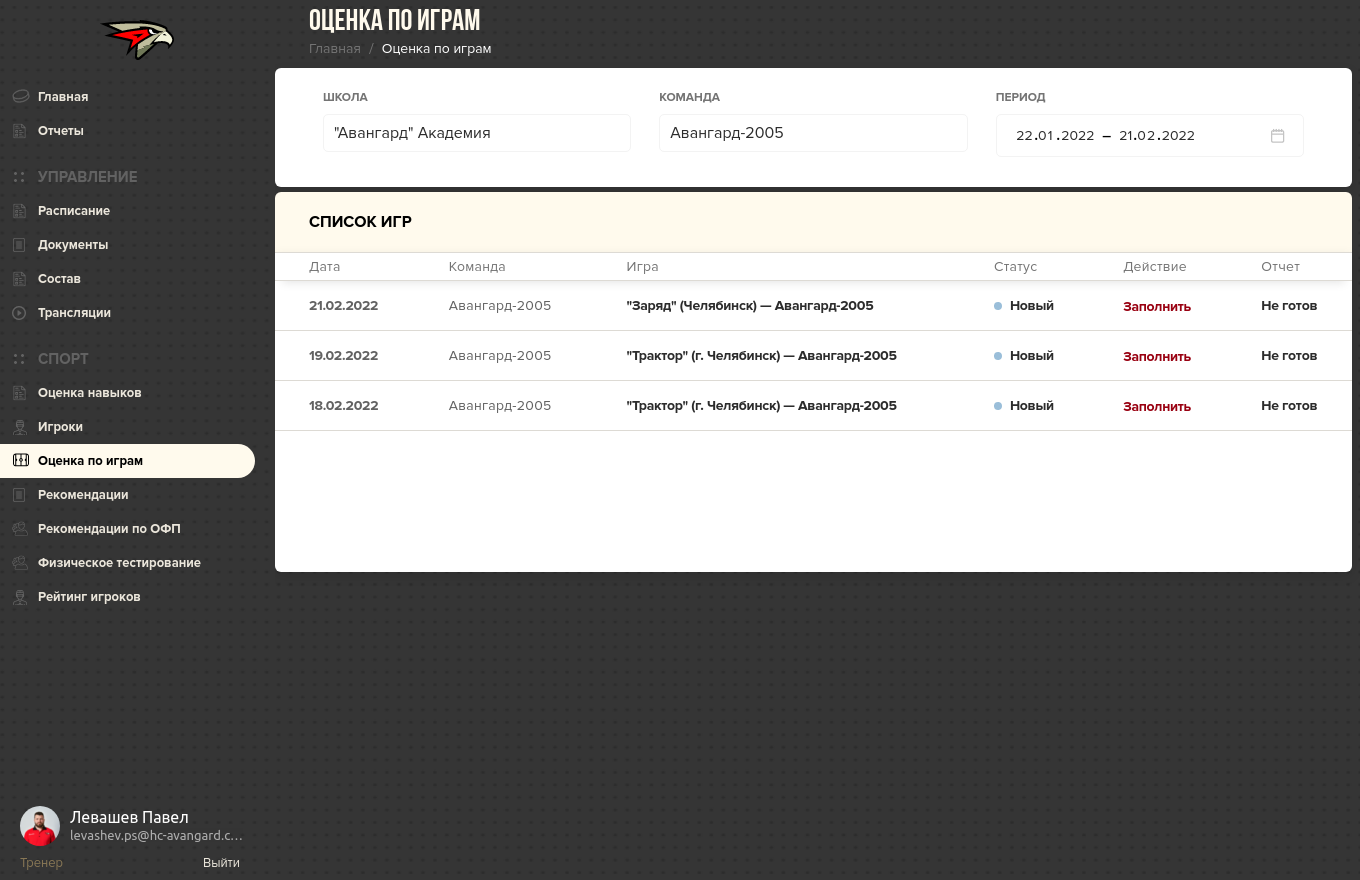 Главная
Отчеты
УПРАВЛЕНИЕ
Расписание
Документы
Состав
Трансляции
СПОРТ
Оценка навыков
Игроки
Оценка по играм
Рекомендации
Рекомендации по ОФП
Физическое тестирование
Рейтинг игроков
Левашев Павел
levashev.ps@hc-avangard.c...
Тренер Выйти
ОЦЕНКА ПО ИГРАМ
Главная / Оценка по играм
ШКОЛА КОМАНДА ПЕРИОД
"Авангард" Академия Авангард-2005 22.01.2022 – 21.02.2022
СПИСОК ИГР
Дата Команда Игра Статус Действие Отчет
21.02.2022 Авангард-2005 "Заряд" (Челябинск) — Авангард-2005 Новый Заполнить Не готов
19.02.2022 Авангард-2005 "Трактор" (г. Челябинск) — Авангард-2005 Новый Заполнить Не готов
18.02.2022 Авангард-2005 "Трактор" (г. Челябинск) — Авангард-2005 Новый Заполнить Не готов